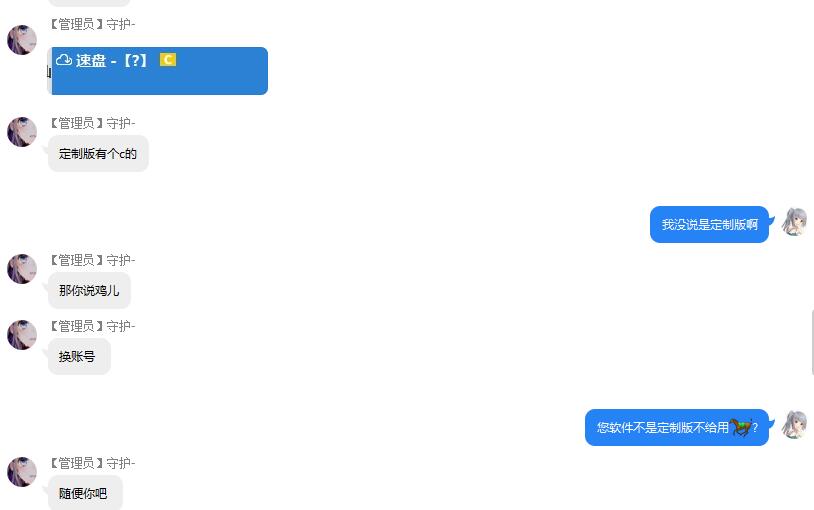 【管理员】守护-
速盘 -【?】 C
【管理员】守护-
定制版有个c的
我没说是定制版啊
【管理员】守护-
那你说鸡儿
【管理员】守护-
换账号
您软件不是定制版不给用?
【管理员】守护-
随便你吧